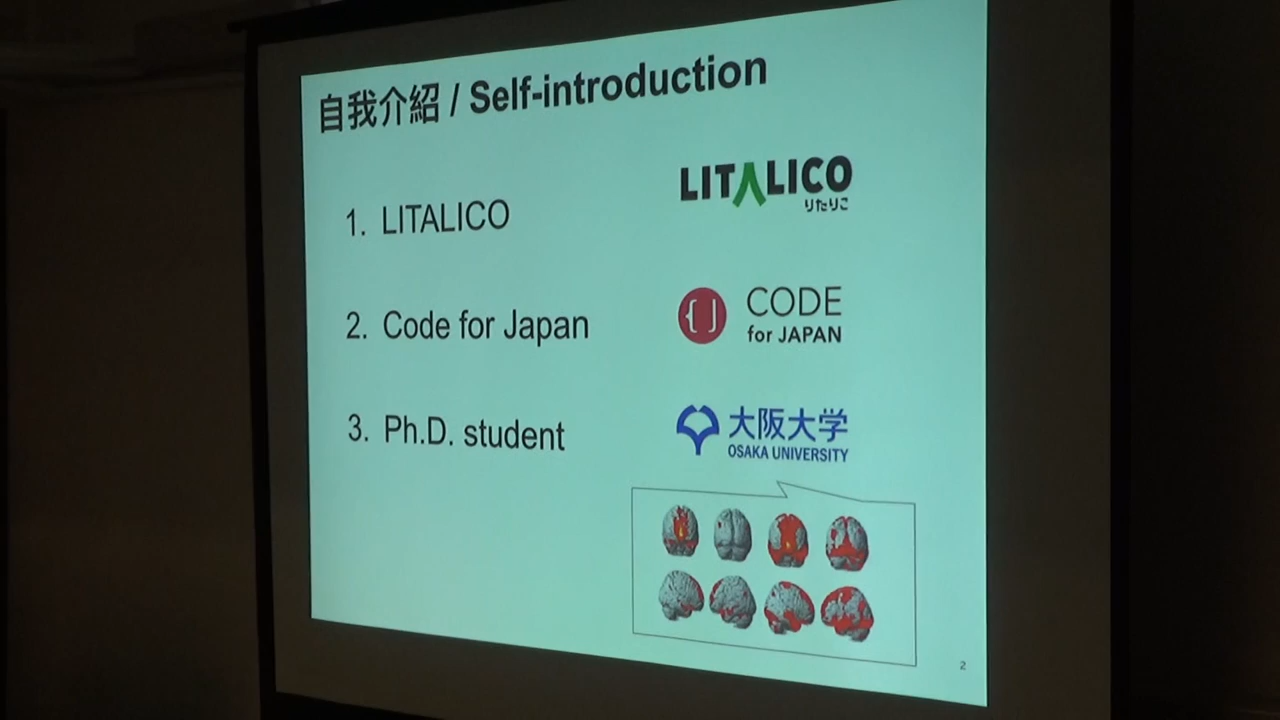 自我介紹 / Self-introduction
1. LITALICO
LITALICO
りたりこ
2. Code for Japan
CODE
for JAPAN
3. Ph.D. student
大阪大学
OSAKA UNIVERSITY
2